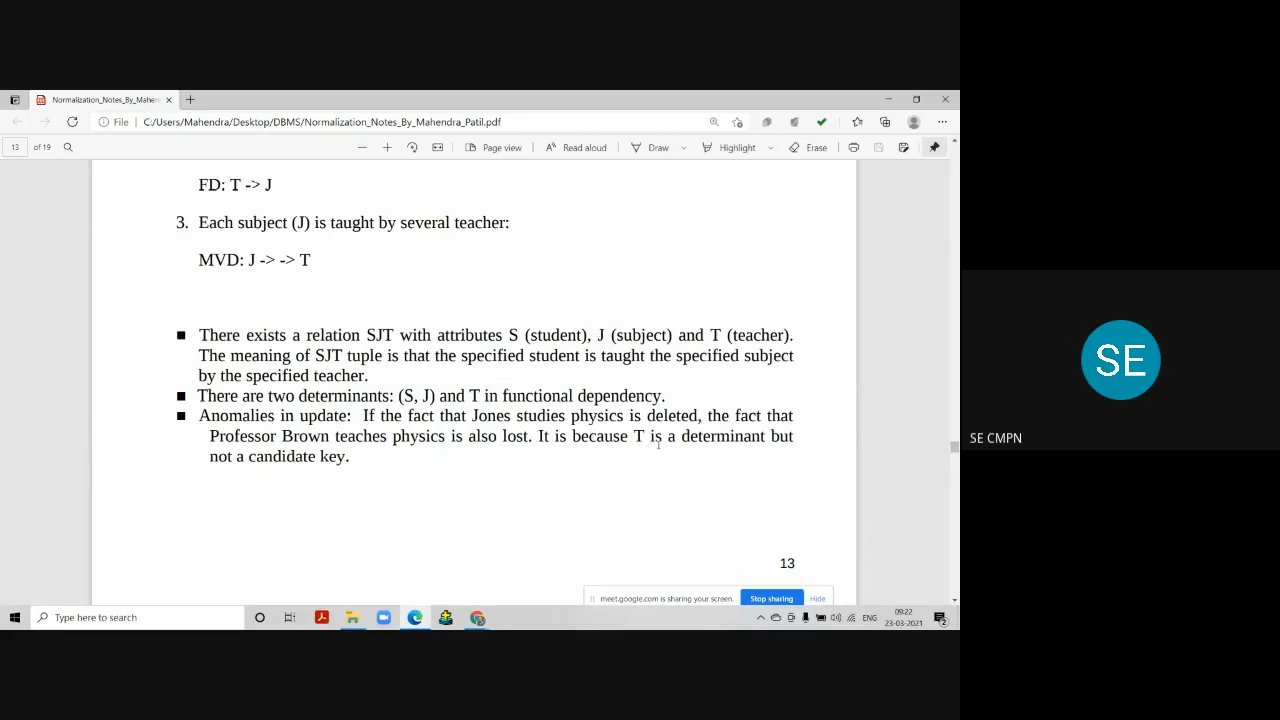 Normalization_Notes_By_Mahen
File
C:/Users/Mahendra/Desktop/DBMS/Normalization_Notes_By_Mahendra_Patil.pdf
13 of 19
Page view
Read aloud
Draw
Highlight
Erase
FD: T -> J
3. Each subject (J) is taught by several teacher:
MVD: J -> -> T
■ There exists a relation SJT with attributes S (student), J (subject) and T (teacher).
The meaning of SJT tuple is that the specified student is taught the specified subject
by the specified teacher.
■ There are two determinants: (S, J) and T in functional dependency.
■ Anomalies in update: If the fact that Jones studies physics is deleted, the fact that
Professor Brown teaches physics is also lost. It is because T is a determinant but
not a candidate key.
13
meet.google.com is sharing your screen.
Stop sharing
Hide
Type here to search
ENG
09:22
23-03-2021
2
SE
SE CMPN